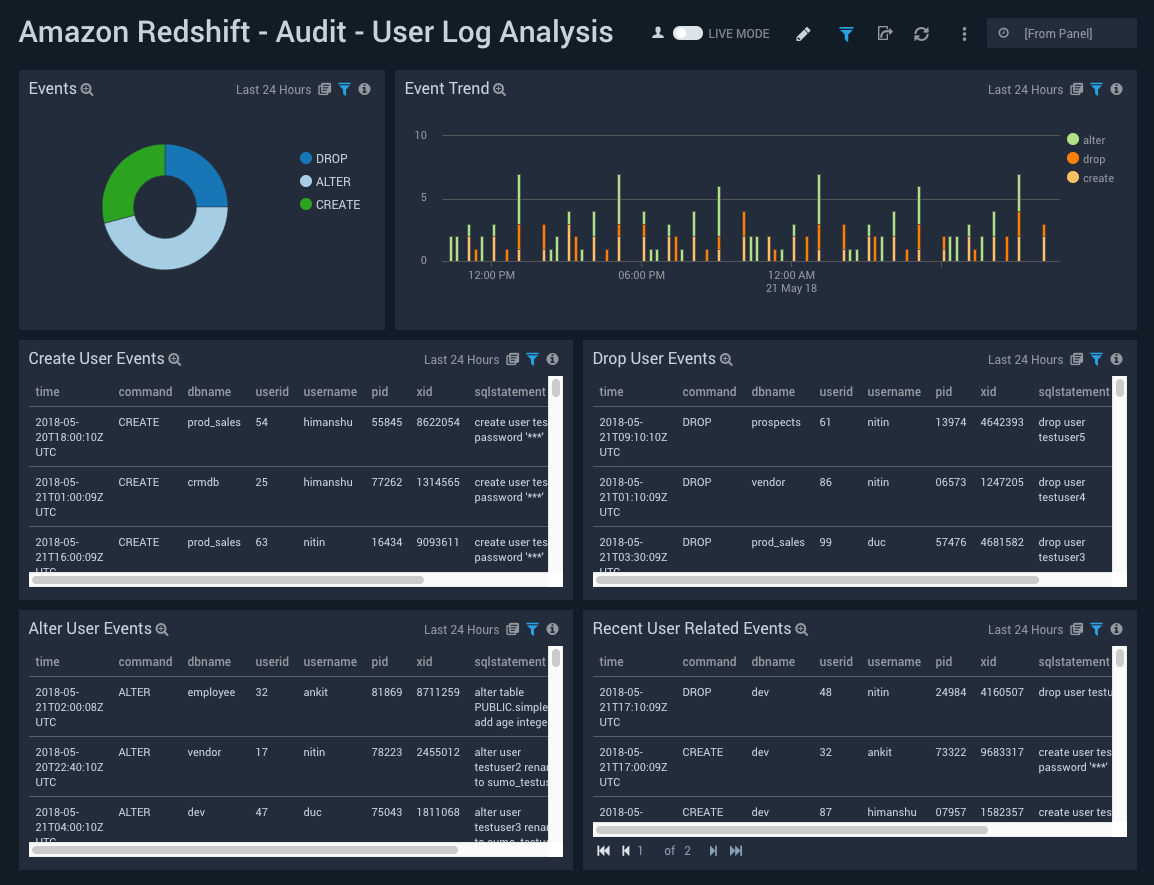 Amazon Redshift - Audit - User Log Analysis
LIVE MODE
[From Panel]
Events
Last 24 Hours
DROP
ALTER
CREATE
Event Trend
Last 24 Hours
10
5
0
12:00 PM
06:00 PM
12:00 AM
21 May 18
alter
drop
create
Create User Events
Last 24 Hours
time command dbname userid username pid xid sqlstatement
2018-05- CREATE prod_sales 54 himanshu 55845 8622054 create user tes
20T18:00:10Z password '***'
UTC
2018-05- CREATE crmdb 25 himanshu 77262 1314565 create user tes
21T01:00:09Z password '***'
UTC
2018-05- CREATE prod_sales 63 nitin 16434 9093611 create user tes
21T16:00:09Z password '***'
UTC
Drop User Events
Last 24 Hours
time command dbname userid username pid xid sqlstatement
2018-05- DROP prospects 61 nitin 13974 4642393 drop user
21T09:10:10Z testuser5
UTC
2018-05- DROP vendor 86 nitin 06573 1247205 drop user
21T01:10:09Z testuser4
UTC
2018-05- DROP prod_sales 99 duc 57476 4681582 drop user
21T03:30:09Z testuser3
UTC
Alter User Events
Last 24 Hours
time command dbname userid username pid xid sqlstatement
2018-05- ALTER employee 32 ankit 81869 8711259 alter table
21T02:00:08Z PUBLIC.simple
UTC add age intege
2018-05- ALTER vendor 17 nitin 78223 2455012 alter user
20T22:40:10Z testuser2 renam
UTC to sumo_testus
2018-05- ALTER dev 47 duc 75043 1811068 alter user
21T04:00:10Z testuser3 renam
UTC to sumo_testus
Recent User Related Events
Last 24 Hours
time command dbname userid username pid xid sqlstatement
2018-05- DROP dev 48 nitin 24984 4160507 drop user testu
21T17:10:09Z
UTC
2018-05- CREATE dev 32 ankit 73322 9683317 create user tes
21T17:00:09Z password '***'
UTC
2018-05- CREATE dev 87 himanshu 07957 1582357 create user tes
1 of 2